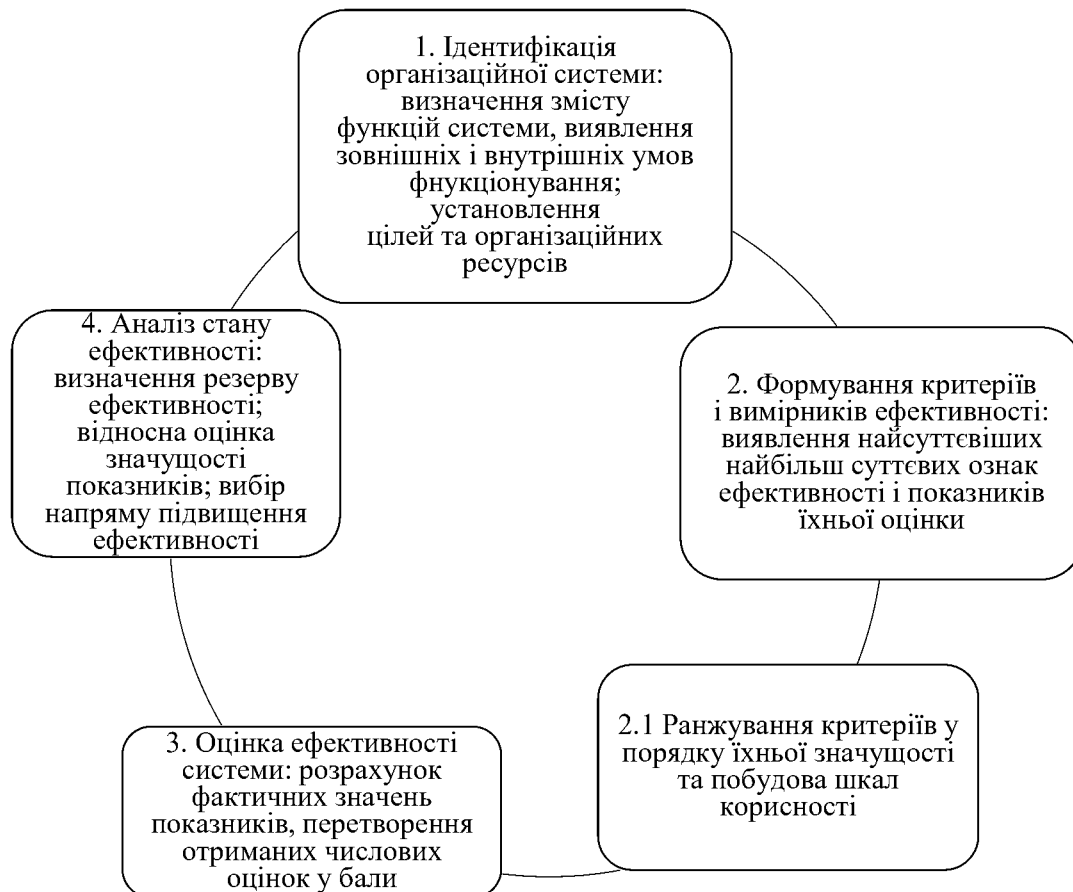 1. Ідентифікація
організаційної системи:
визначення змісту
функцій системи, виявлення
зовнішніх і внутрішніх умов
фнукціонування;
установлення
цілей та організаційних
ресурсів
2. Формування критеріїв
і вимірників ефективності:
виявлення найсуттєвіших
найбільш суттєвих ознак
ефективності і показників
їхньої оцінки
2.1 Ранжування критеріїв у
порядку їхньої значущості
та побудова шкал
корисності
3. Оцінка ефективності
системи: розрахунок
фактичних значень
показників, перетворення
отриманих числових
оцінок у бали
4. Аналіз стану
ефективності:
визначення резерву
ефективності;
відносна оцінка
значущості
показників; вибір
напряму підвищення
ефективності